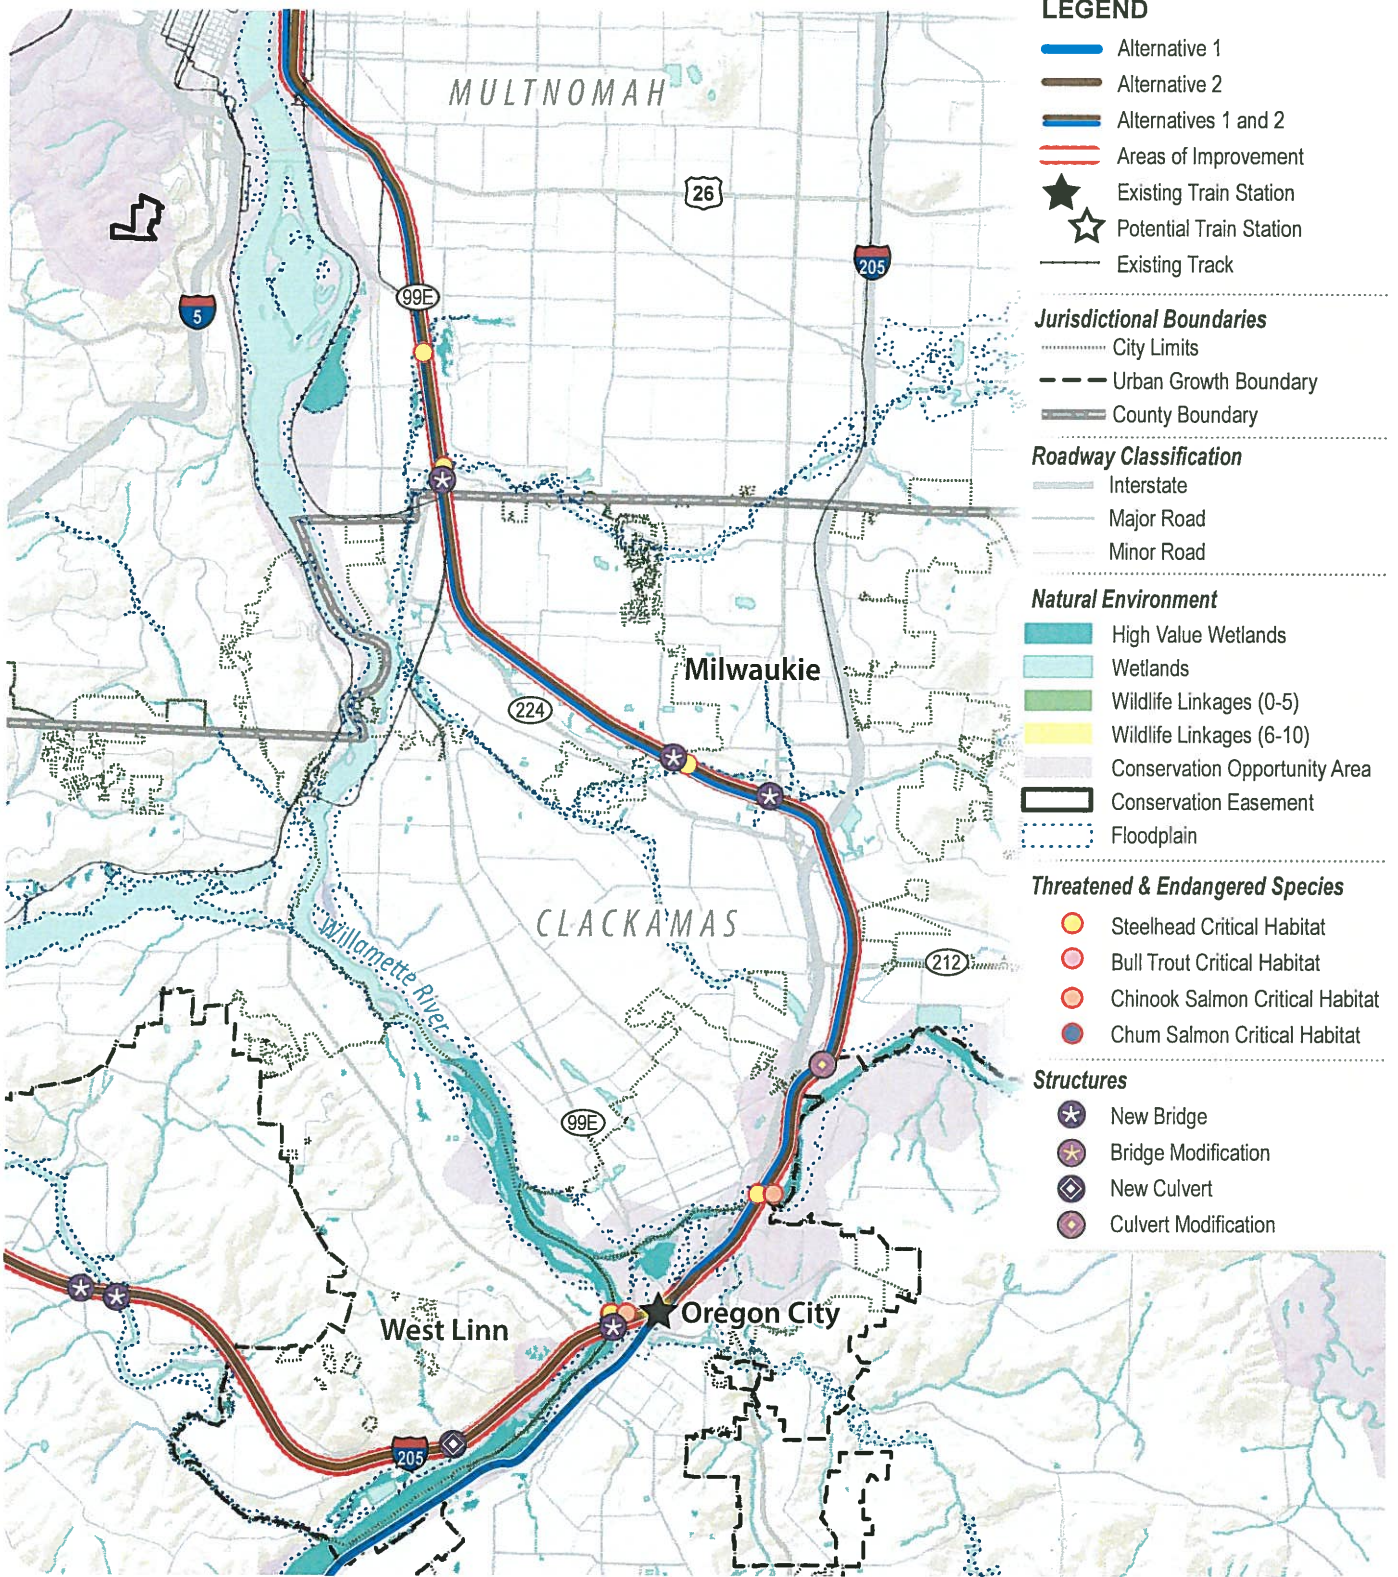 MULTNOMAH
26
205
5
99E
Milwaukie
224
CLACKAMAS
Willamette River
212
99E
West Linn
Oregon City
205
LEGEND
Alternative 1
Alternative 2
Alternatives 1 and 2
Areas of Improvement
Existing Train Station
Potential Train Station
Existing Track
Jurisdictional Boundaries
City Limits
Urban Growth Boundary
County Boundary
Roadway Classification
Interstate
Major Road
Minor Road
Natural Environment
High Value Wetlands
Wetlands
Wildlife Linkages (0-5)
Wildlife Linkages (6-10)
Conservation Opportunity Area
Conservation Easement
Floodplain
Threatened & Endangered Species
Steelhead Critical Habitat
Bull Trout Critical Habitat
Chinook Salmon Critical Habitat
Chum Salmon Critical Habitat
Structures
New Bridge
Bridge Modification
New Culvert
Culvert Modification